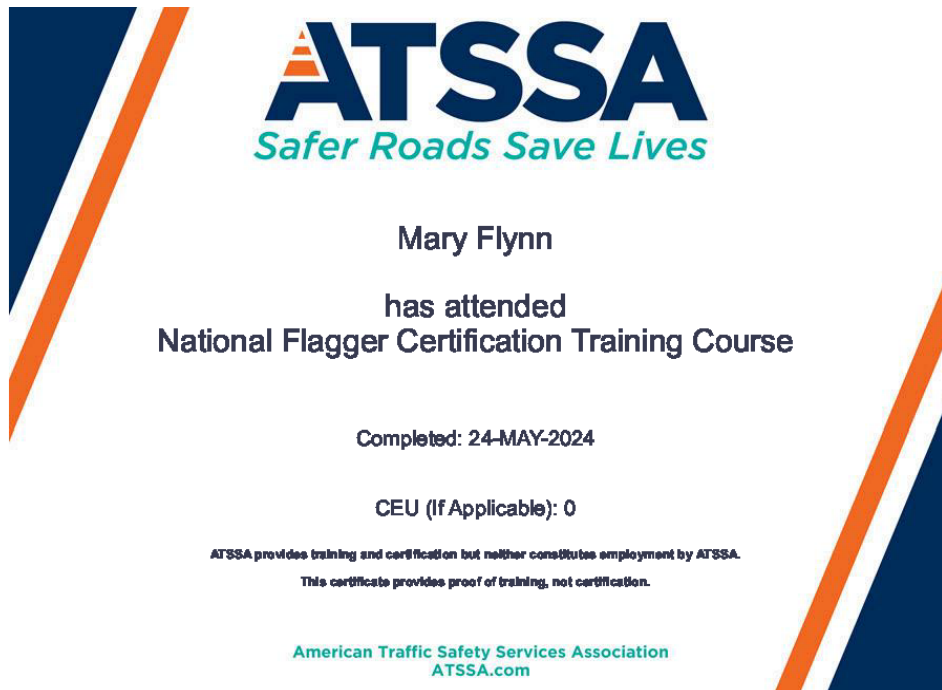 ATSSA
Safer Roads Save Lives
Mary Flynn
has attended
National Flagger Certification Training Course
Completed: 24-MAY-2024
CEU (If Applicable): 0
ATSSA provides training and certification but neither constitutes employment by ATSSA.
This certificate provides proof of training, not certification.
American Traffic Safety Services Association
ATSSA.com